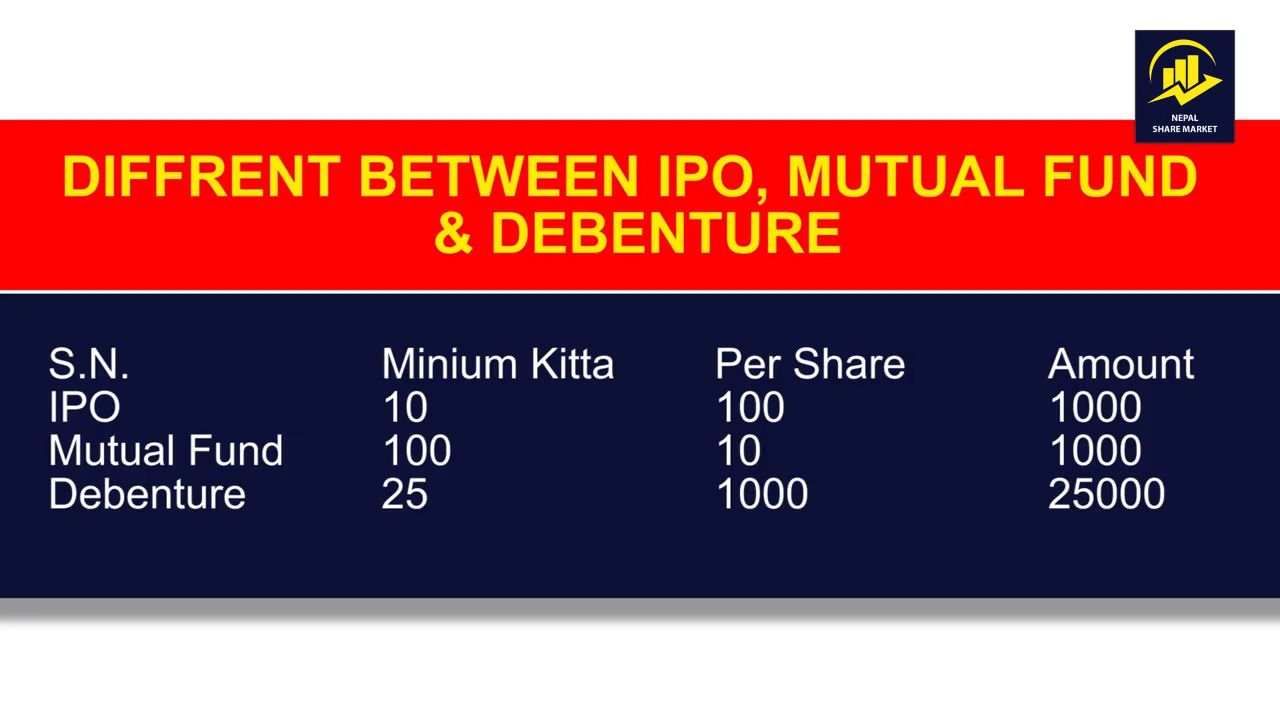 NEPAL
SHARE MARKET
DIFFRENT BETWEEN IPO, MUTUAL FUND
& DEBENTURE
S.N. Minium Kitta Per Share Amount
IPO 10 100 1000
Mutual Fund 100 10 1000
Debenture 25 1000 25000